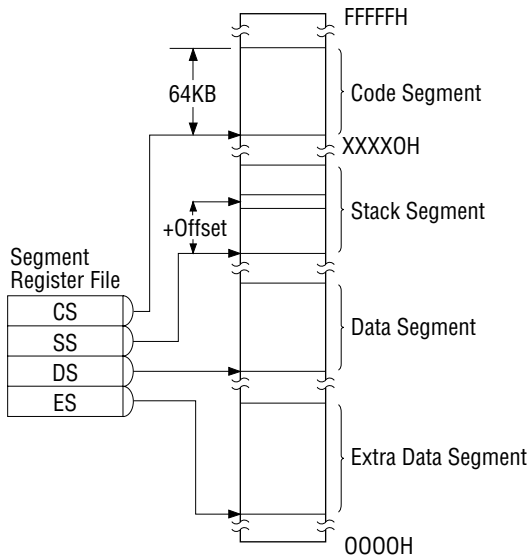 FFFFFH
64KB
Code Segment
XXXX0H
Stack Segment
+Offset
Segment
Register File
CS
SS
DS
ES
Data Segment
Extra Data Segment
0000H